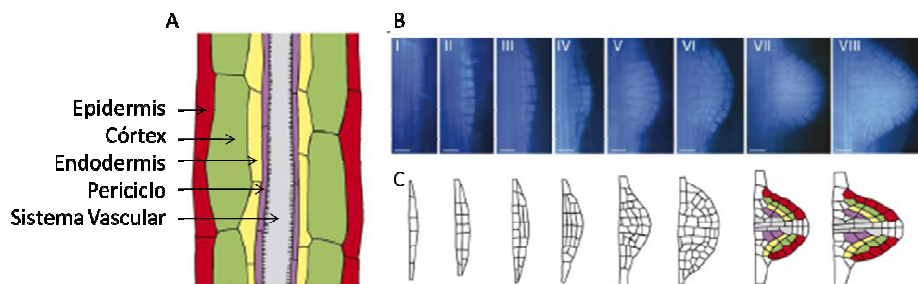 A
Epidermis
Córtex
Endodermis
Periciclo
Sistema Vascular
B
I II III IV V VI VII VIII
C